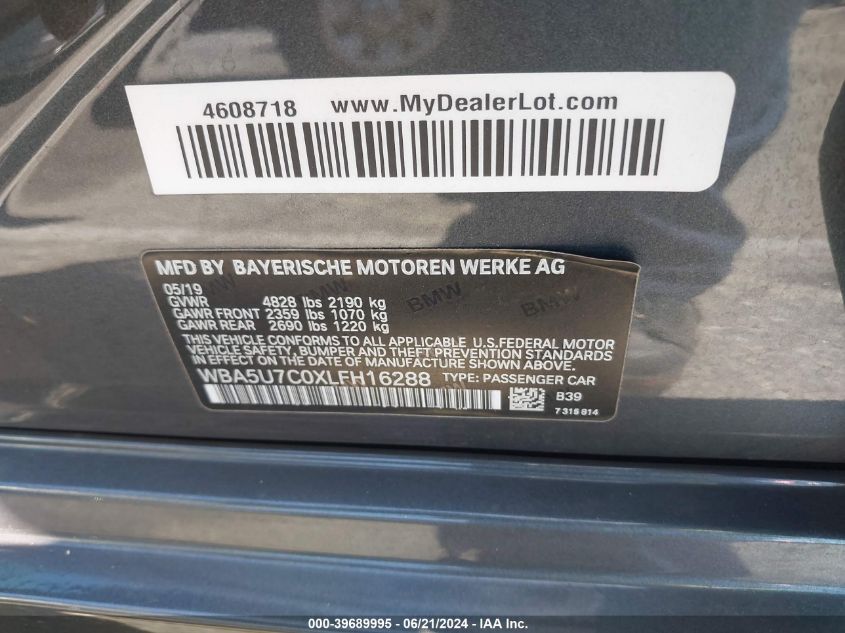 4608718 www.MyDealerLot.com
MFD BY BAYERISCHE MOTOREN WERKE AG
05/19
GVWR 4828 lbs 2190 kg
GAWR FRONT 2359 lbs 1070 kg
GAWR REAR 2690 lbs 1220 kg
THIS VEHICLE CONFORMS TO ALL APPLICABLE U.S.FEDERAL MOTOR
VEHICLE SAFETY, BUMPER AND THEFT PREVENTION
STANDARDS IN EFFECT ON THE DATE OF MANUFACTURE SHOWN ABOVE.
WBA5U7C0XLFH16288 TYPE: PASSENGER CAR
B39
7 315 814
BMW
BMW
000-39689995 - 06/21/2024 - IAA Inc.